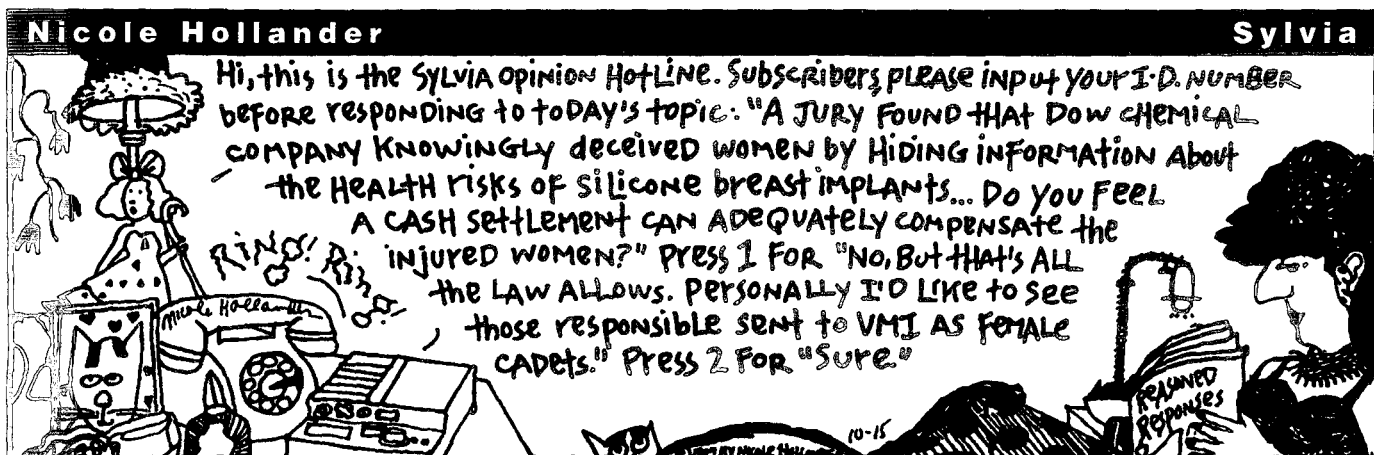 Nicole Hollander Sylvia
Hi, this is the Sylvia Opinion Hotline. Subscribers please input your I.D. number
before responding to today's topic: "A jury found that Dow Chemical
Company knowingly deceived women by hiding information about
the health risks of silicone breast implants... Do you feel
a cash settlement can adequately compensate the
injured women?" Press 1 for "No, but that's all
the law allows. Personally I'd like to see
those responsible sent to VMI as female
cadets." Press 2 for "Sure."
RING!
Nicole Hollander
REASONED
RESPONSES
10-15